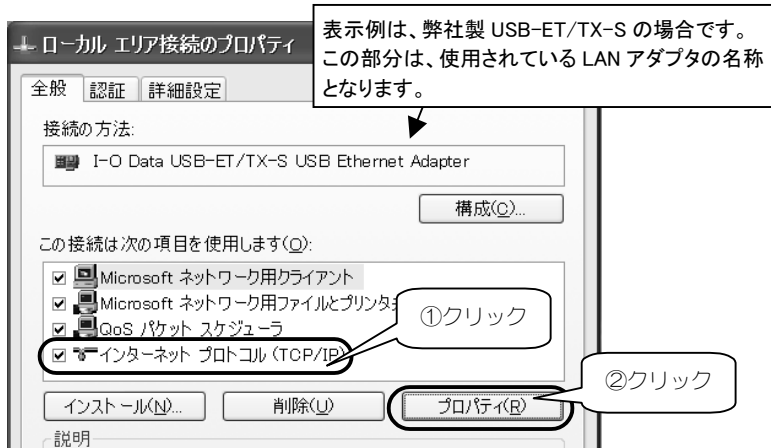 表示例は、弊社製 USB-ET/TX-S の場合です。
この部分は、使用されている LAN アダプタの名称
となります。
ローカル エリア接続のプロパティ
全般 認証 詳細設定
接続の方法:
I-O Data USB-ET/TX-S USB Ethernet Adapter
構成(C)...
この接続は次の項目を使用します(O):
Microsoft ネットワーク用クライアント
Microsoft ネットワーク用ファイルとプリンタ
①クリック
QoS パケット スケジューラ
インターネット プロトコル (TCP/IP)
②クリック
インストール(N)... 削除(U) プロパティ(R)
説明